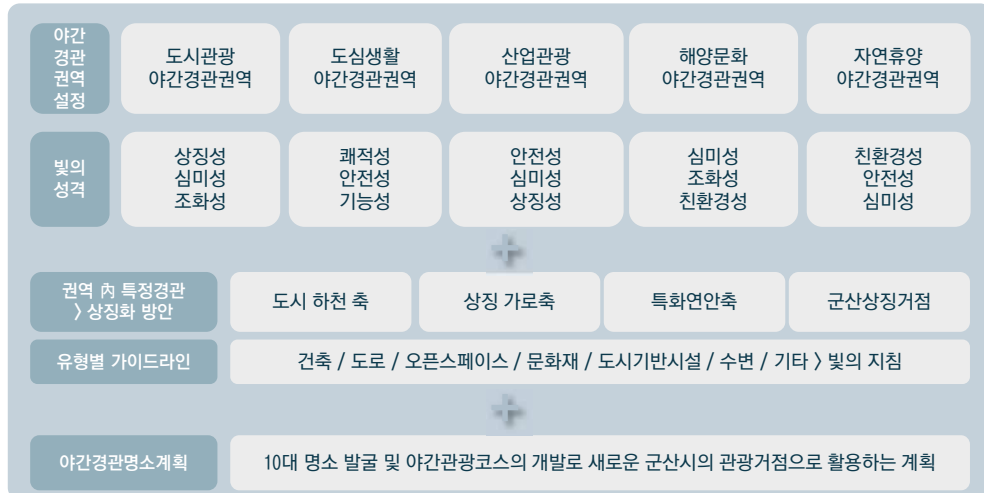 야간
경관
권역
설정
도시관광
야간경관권역
도심생활
야간경관권역
산업관광
야간경관권역
해양문화
야간경관권역
자연휴양
야간경관권역
빛의
성격
상징성
심미성
조화성
쾌적성
안전성
기능성
안전성
심미성
상징성
심미성
조화성
친환경성
친환경성
안전성
심미성
+
권역 內 특정경관
〉상징화 방안
도시 하천 축
상징 가로축
특화연안축
군산상징거점
유형별 가이드라인
건축 / 도로 / 오픈스페이스 / 문화재 / 도시기반시설 / 수변 / 기타 〉 빛의 지침
+
야간경관명소계획
10대 명소 발굴 및 야간관광코스의 개발로 새로운 군산시의 관광거점으로 활용하는 계획